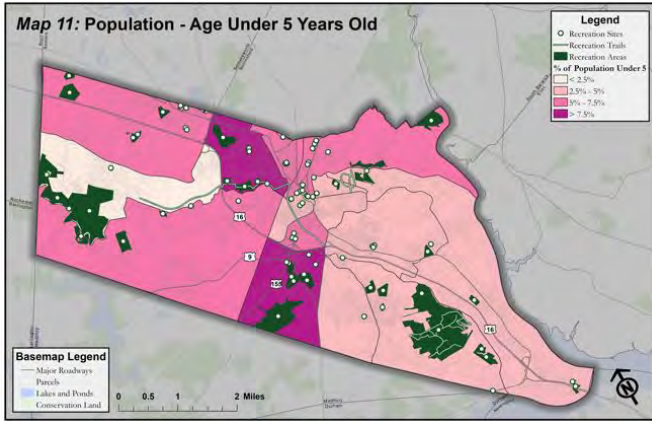 Map 11: Population - Age Under 5 Years Old
Legend
Recreation Sites
Recreation Trails
Recreation Areas
% of Population Under 5
< 2.5%
2.5% - 5%
5% - 7.5%
> 7.5%
16
9
155
16
Basemap Legend
Major Roadways
Parcels
Lakes and Ponds
Conservation Land
0 0.5 1 2 Miles
N